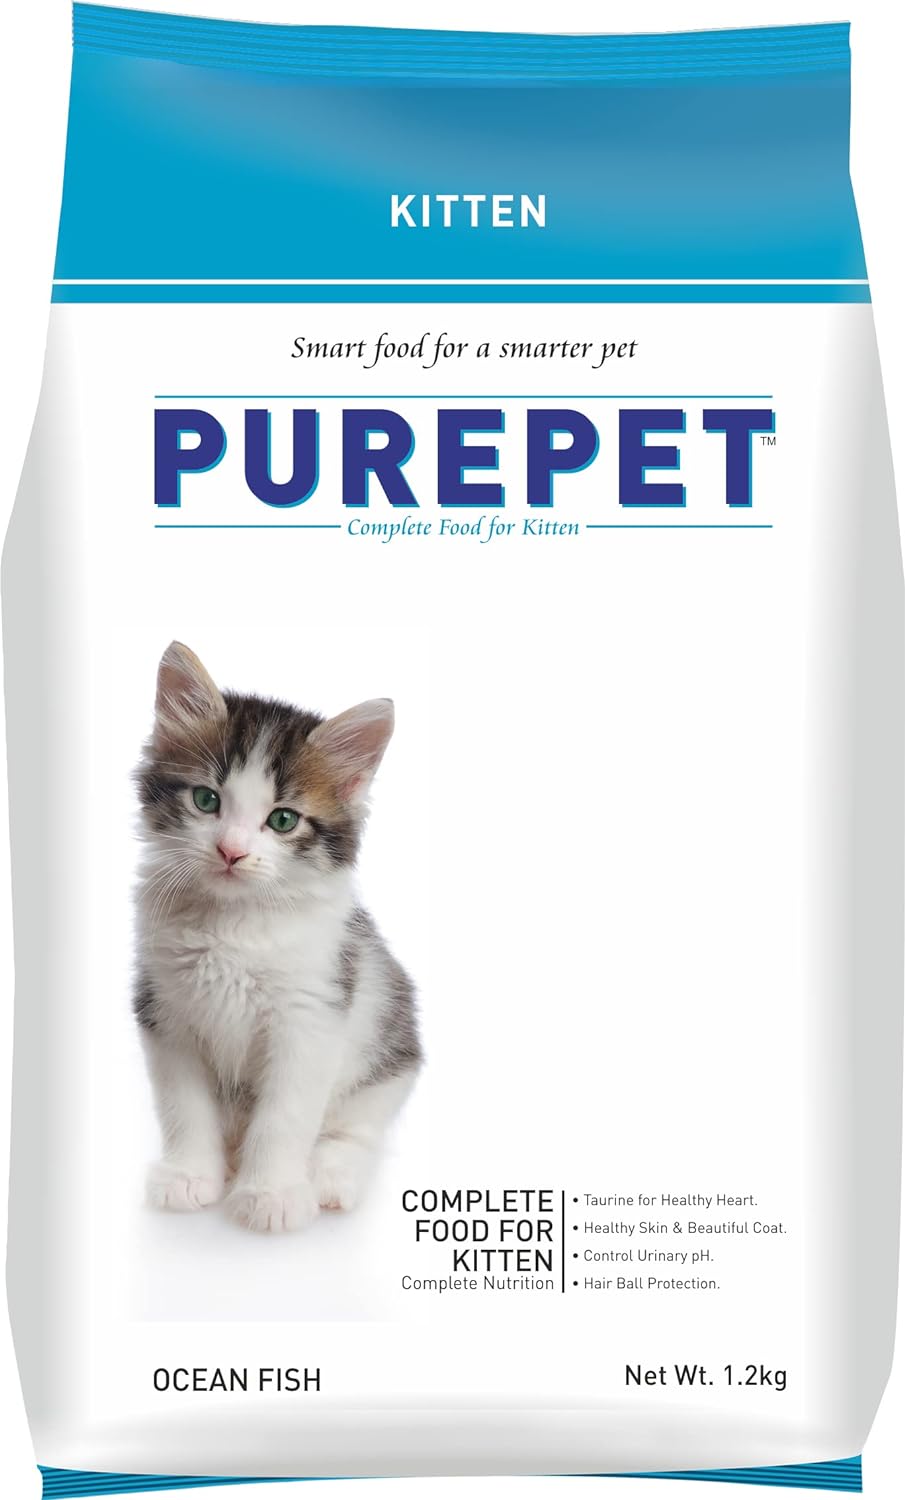 KITTEN
Smart food for a smarter pet
PUREPET™
Complete Food for Kitten
COMPLETE
FOOD FOR
KITTEN
Complete Nutrition
• Taurine for Healthy Heart.
• Healthy Skin & Beautiful Coat.
• Control Urinary pH.
• Hair Ball Protection.
OCEAN FISH
Net Wt. 1.2kg